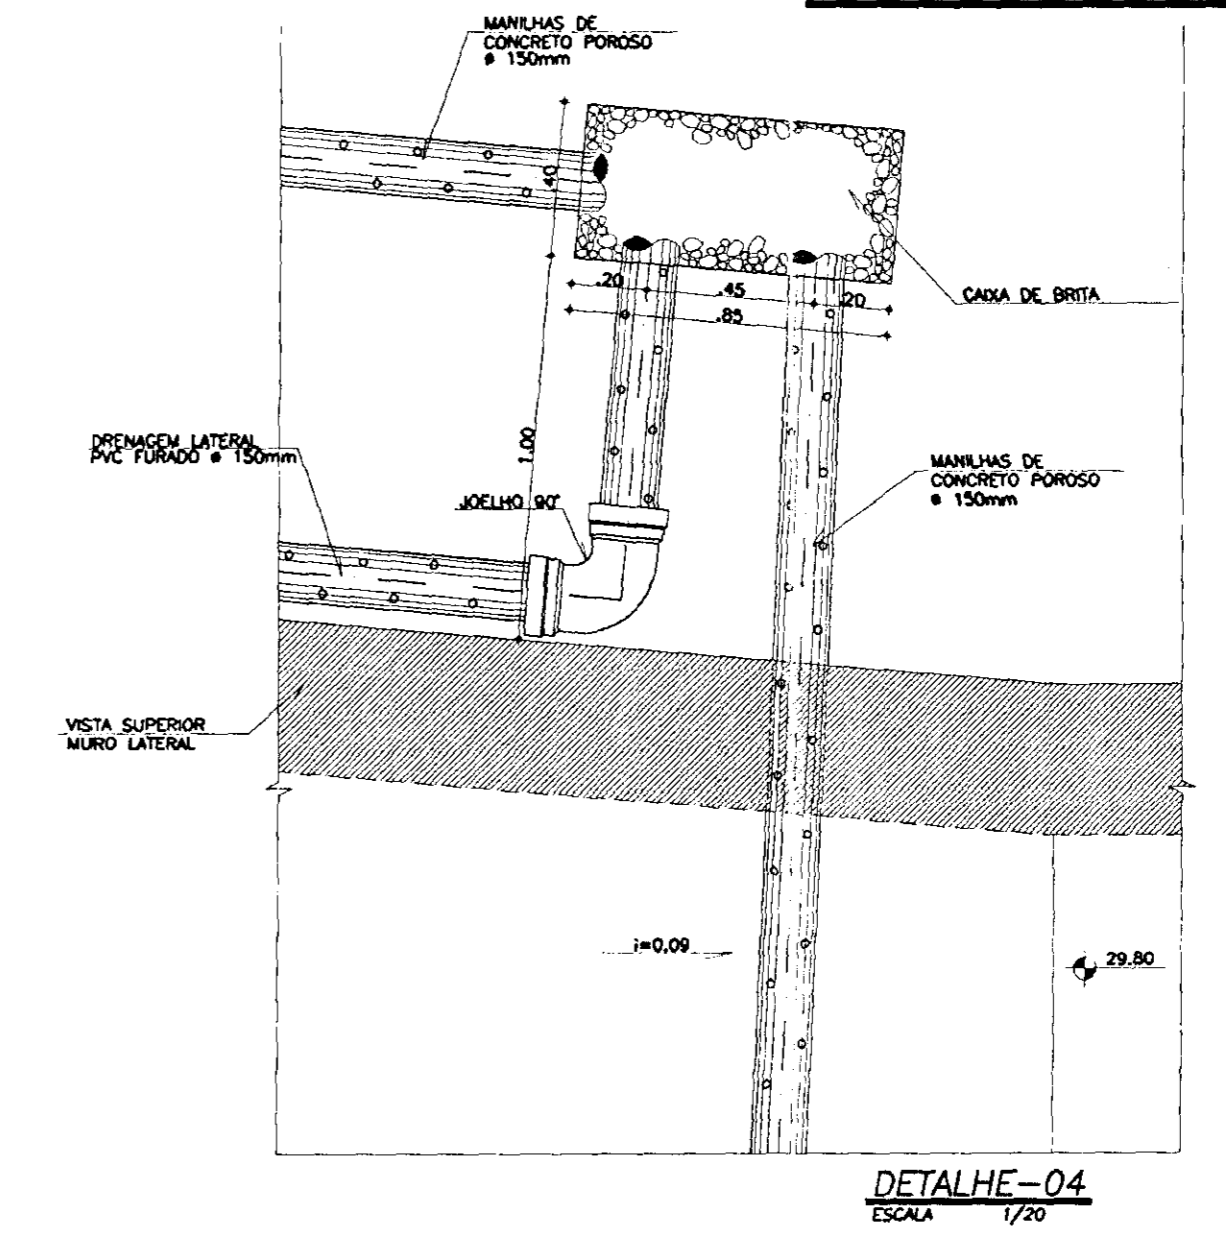 MANILHAS DE
CONCRETO POROSO
ø 150mm
.40
CAIXA DE BRITA
.20
.45
.20
.85
1.00
DRENAGEM LATERAL
PVC FURADO ø 150mm
MANILHAS DE
CONCRETO POROSO
ø 150mm
JOELHO 90°
VISTA SUPERIOR
MURO LATERAL
i=0,09
29.80
DETALHE-04
ESCALA 1/20